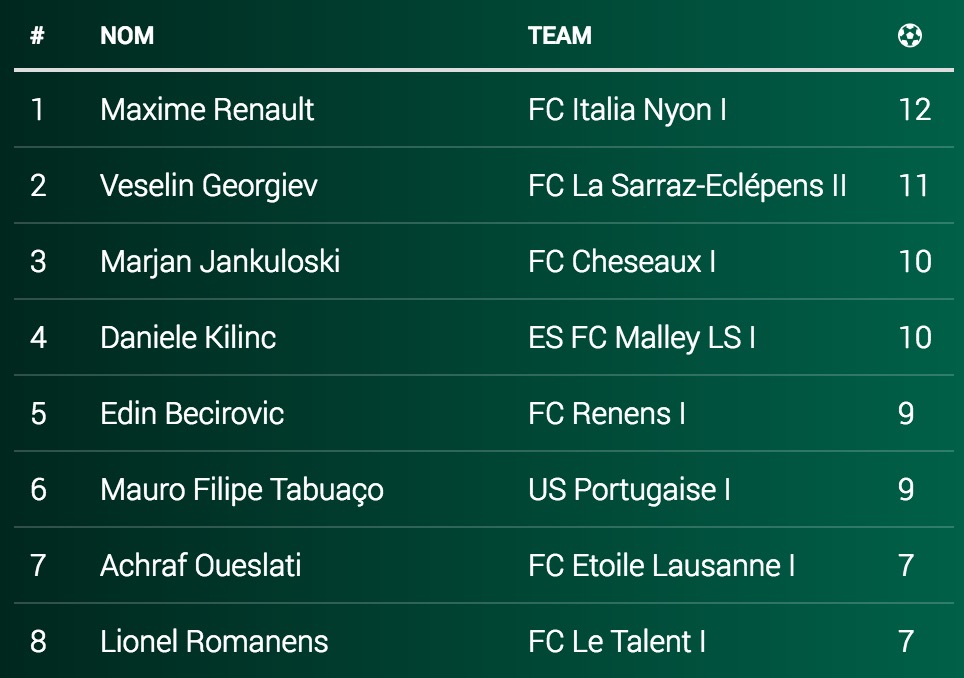 # NOM TEAM ⚽
1 Maxime Renault FC Italia Nyon I 12
2 Veselin Georgiev FC La Sarraz-Eclépens II 11
3 Marjan Jankuloski FC Cheseaux I 10
4 Daniele Kilinc ES FC Malley LS I 10
5 Edin Becirovic FC Renens I 9
6 Mauro Filipe Tabuaço US Portugaise I 9
7 Achraf Oueslati FC Etoile Lausanne I 7
8 Lionel Romanens FC Le Talent I 7